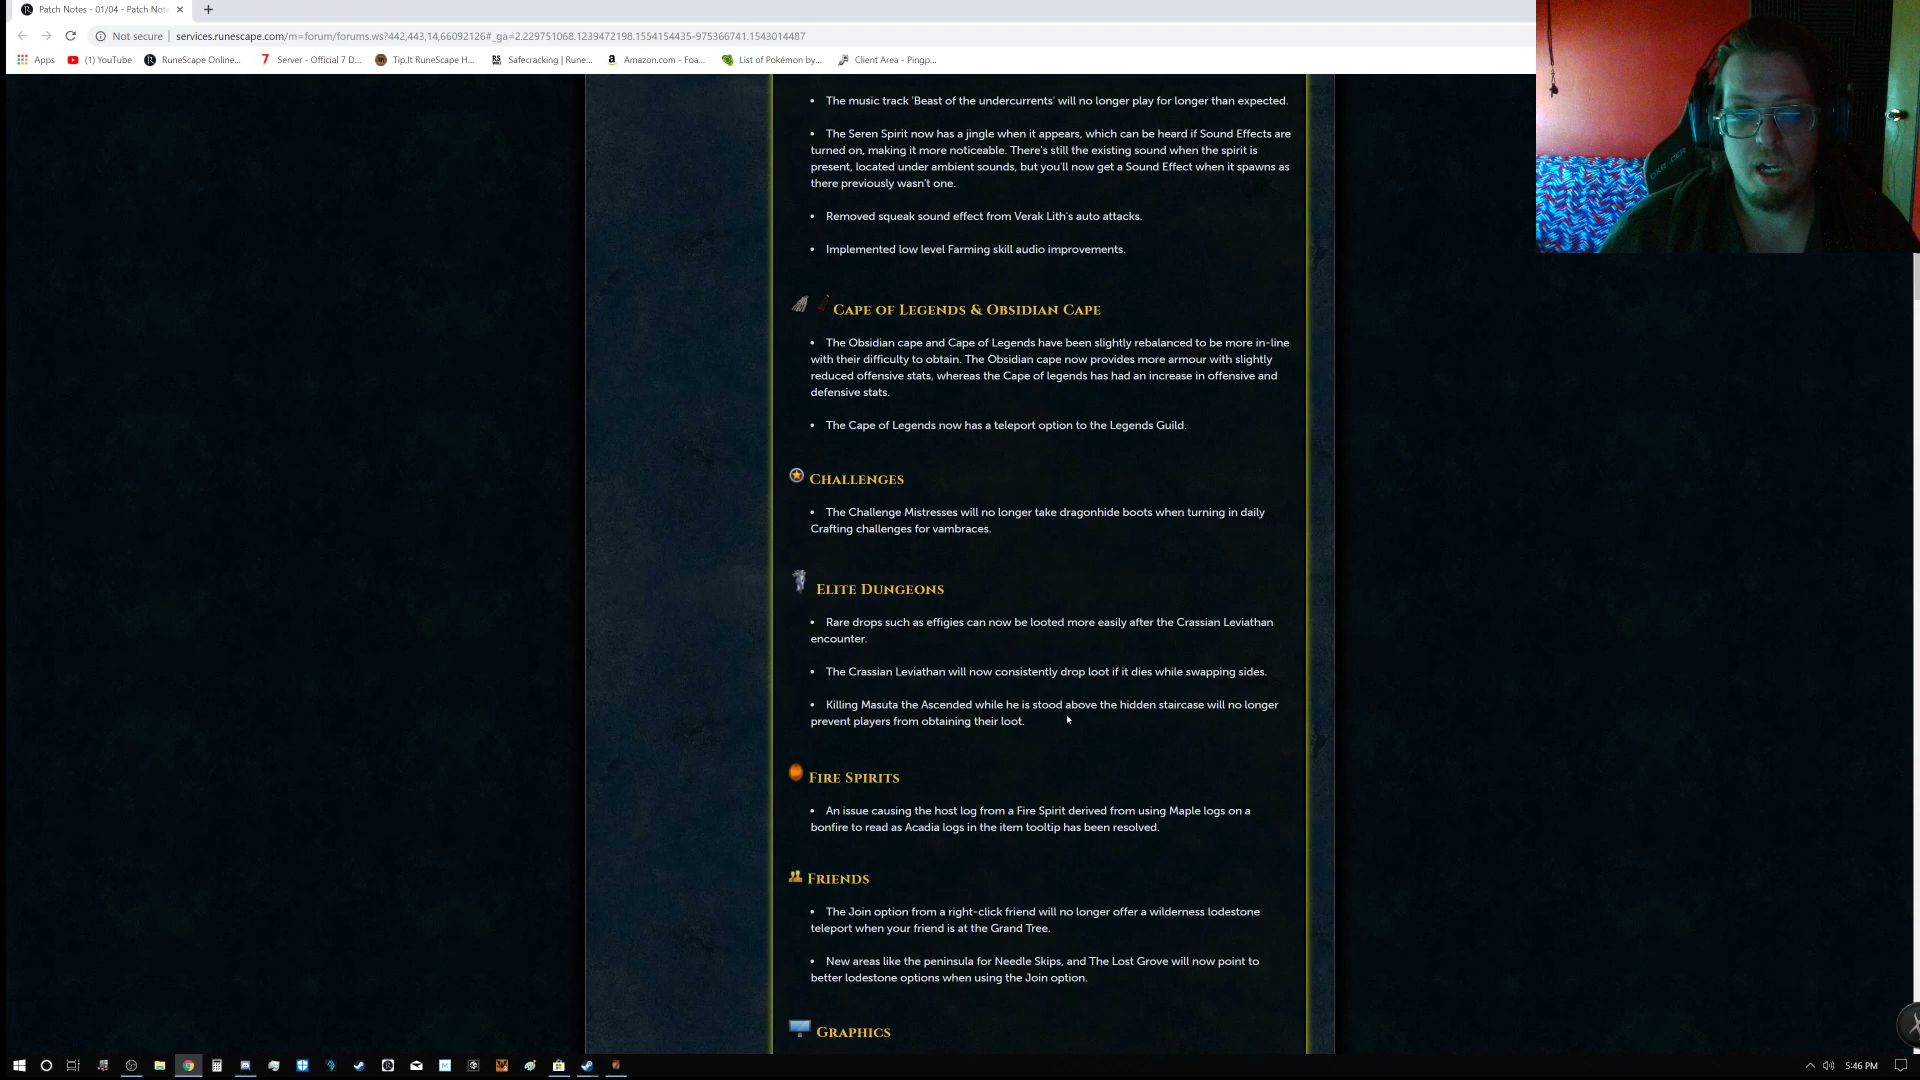 Patch Notes - 01/04 - Patch Not
Not secure | services.runescape.com/m=forum/forums.ws?442,443,14,66092126#_ga=2.229751068.1239472198.1554154435-975366741.1543014487
Apps (1) YouTube RuneScape Online... Server - Official 7 D... Tip.It RuneScape H... Safecracking | Rune... Amazon.com - Foa... List of Pokémon by... Client Area - Pingp...
• The music track 'Beast of the undercurrents' will no longer play for longer than expected.
• The Seren Spirit now has a jingle when it appears, which can be heard if Sound Effects are
turned on, making it more noticeable. There's still the existing sound when the spirit is
present, located under ambient sounds, but you'll now get a Sound Effect when it spawns as
there previously wasn't one.
• Removed squeak sound effect from Verak Lith's auto attacks.
• Implemented low level Farming skill audio improvements.
Cape of Legends & Obsidian Cape
• The Obsidian cape and Cape of Legends have been slightly rebalanced to be more in-line
with their difficulty to obtain. The Obsidian cape now provides more armour with slightly
reduced offensive stats, whereas the Cape of legends has had an increase in offensive and
defensive stats.
• The Cape of Legends now has a teleport option to the Legends Guild.
Challenges
• The Challenge Mistresses will no longer take dragonhide boots when turning in daily
Crafting challenges for vambraces.
Elite Dungeons
• Rare drops such as effigies can now be looted more easily after the Crassian Leviathan
encounter.
• The Crassian Leviathan will now consistently drop loot if it dies while swapping sides.
• Killing Masuta the Ascended while he is stood above the hidden staircase will no longer
prevent players from obtaining their loot.
Fire Spirits
• An issue causing the host log from a Fire Spirit derived from using Maple logs on a
bonfire to read as Acadia logs in the item tooltip has been resolved.
Friends
• The Join option from a right-click friend will no longer offer a wilderness lodestone
teleport when your friend is at the Grand Tree.
• New areas like the peninsula for Needle Skips, and The Lost Grove will now point to
better lodestone options when using the Join option.
Graphics
5:46 PM